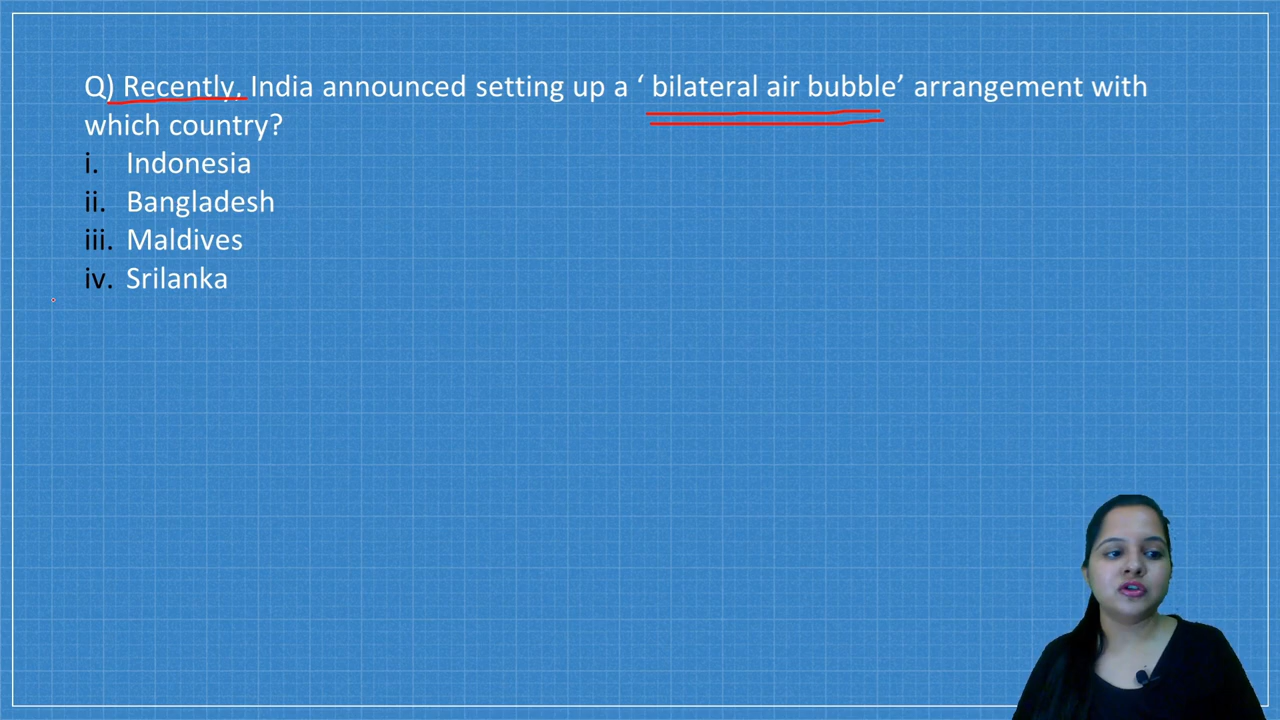 Q) Recently, India announced setting up a ‘ bilateral air bubble’ arrangement with
which country?
i. Indonesia
ii. Bangladesh
iii. Maldives
iv. Srilanka